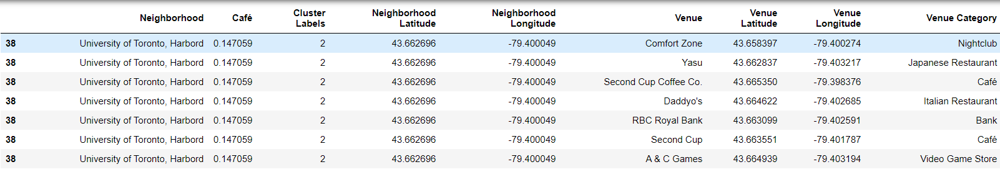 Neighborhood Café Cluster Labels Neighborhood Latitude Neighborhood Longitude Venue Venue Latitude Venue Longitude Venue Category
38 University of Toronto, Harbord 0.147059 2 43.662696 -79.400049 Comfort Zone 43.658397 -79.400274 Nightclub
38 University of Toronto, Harbord 0.147059 2 43.662696 -79.400049 Yasu 43.662837 -79.403217 Japanese Restaurant
38 University of Toronto, Harbord 0.147059 2 43.662696 -79.400049 Second Cup Coffee Co. 43.665350 -79.398376 Café
38 University of Toronto, Harbord 0.147059 2 43.662696 -79.400049 Daddyo's 43.664622 -79.402685 Italian Restaurant
38 University of Toronto, Harbord 0.147059 2 43.662696 -79.400049 RBC Royal Bank 43.663099 -79.402591 Bank
38 University of Toronto, Harbord 0.147059 2 43.662696 -79.400049 Second Cup 43.663551 -79.401787 Café
38 University of Toronto, Harbord 0.147059 2 43.662696 -79.400049 A & C Games 43.664939 -79.403194 Video Game Store